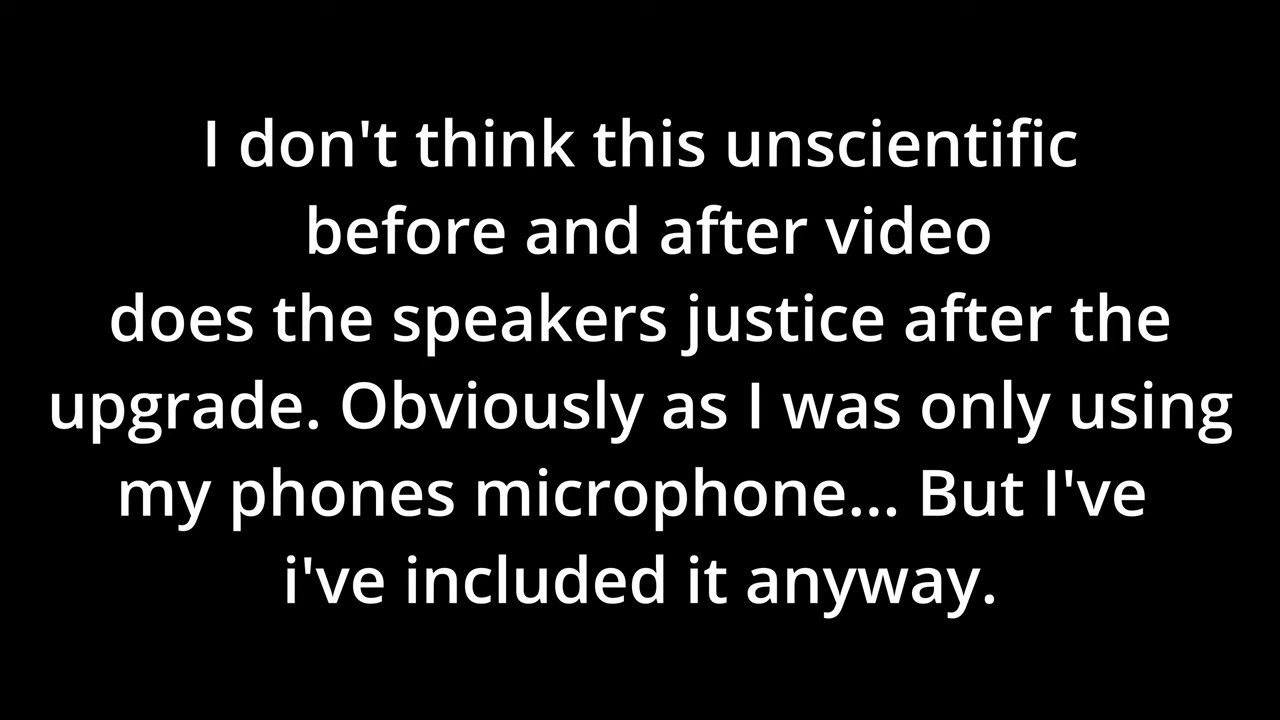 I don't think this unscientific
before and after video
does the speakers justice after the
upgrade. Obviously as I was only using
my phones microphone... But I've
i've included it anyway.